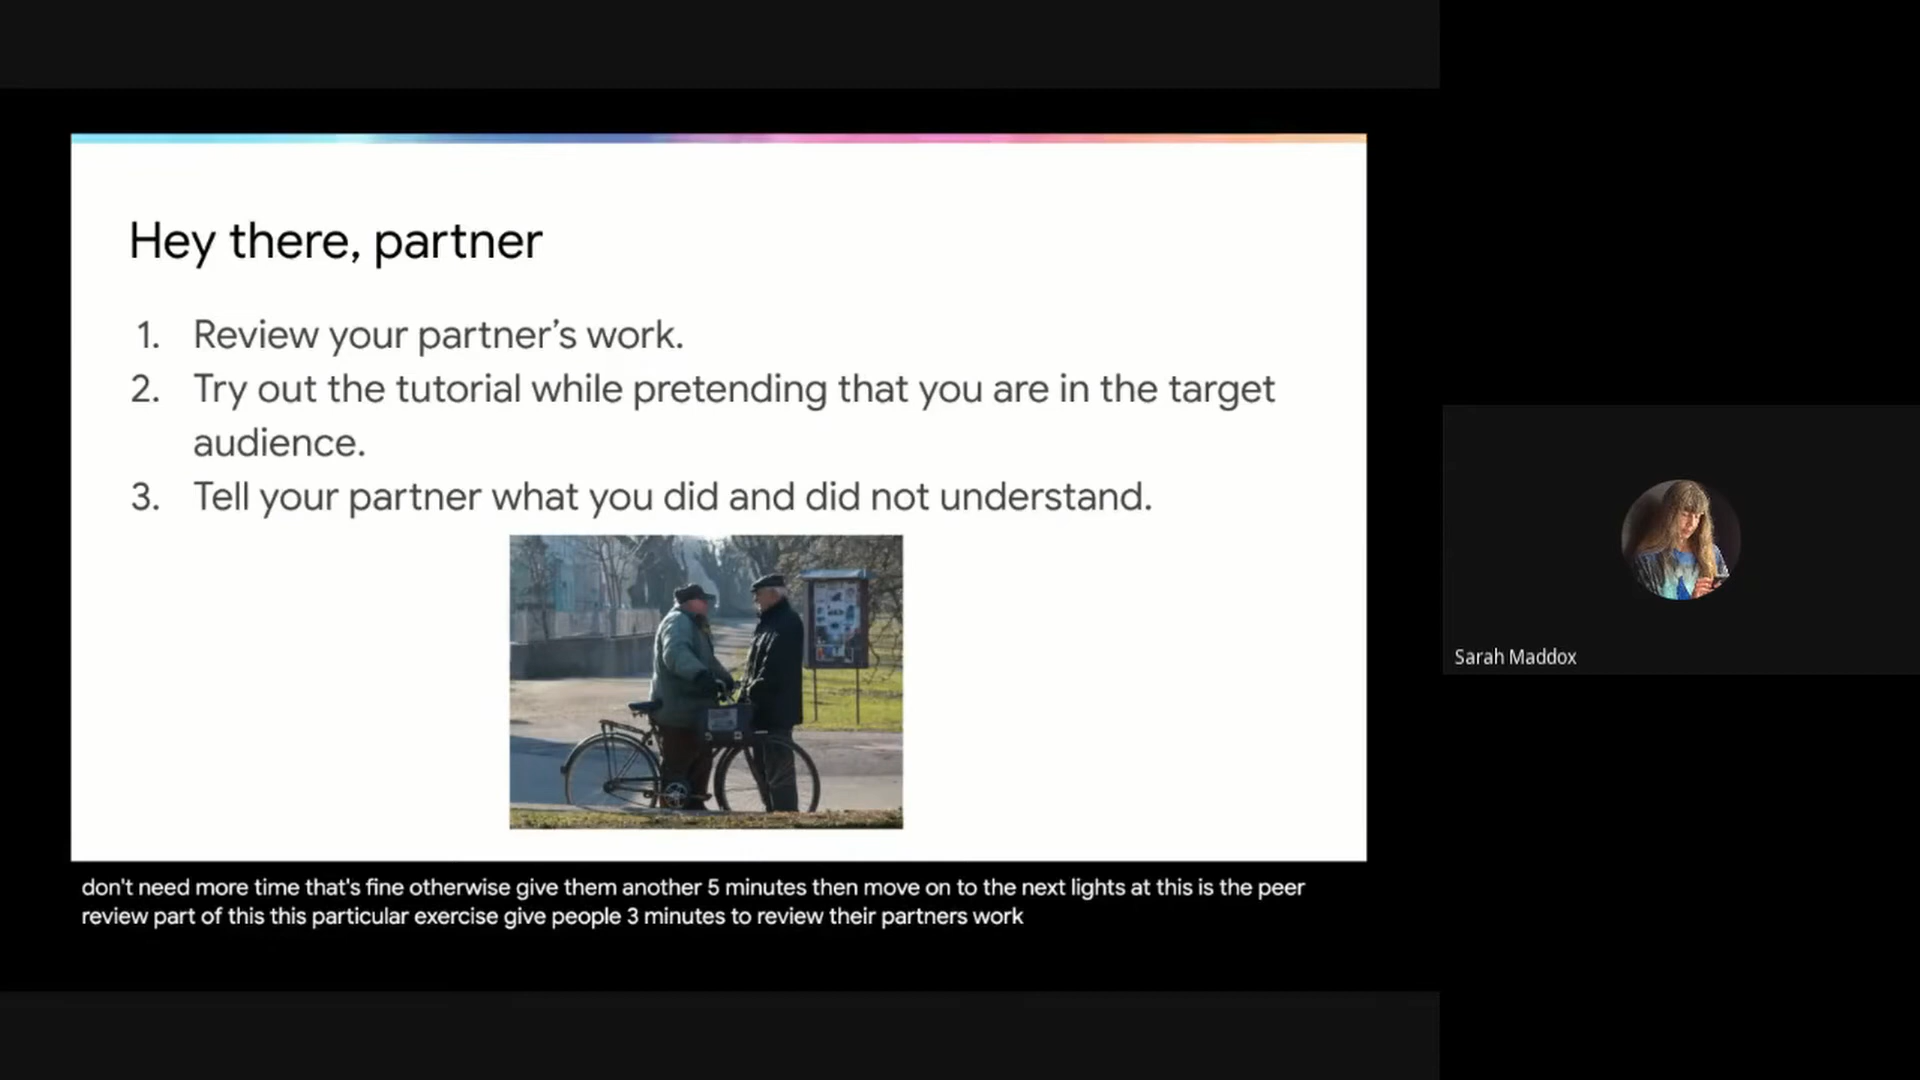 Hey there, partner
1. Review your partner's work.
2. Try out the tutorial while pretending that you are in the target
audience.
3. Tell your partner what you did and did not understand.
Sarah Maddox
don't need more time that's fine otherwise give them another 5 minutes then move on to the next lights at this is the peer
review part of this this particular exercise give people 3 minutes to review their partners work